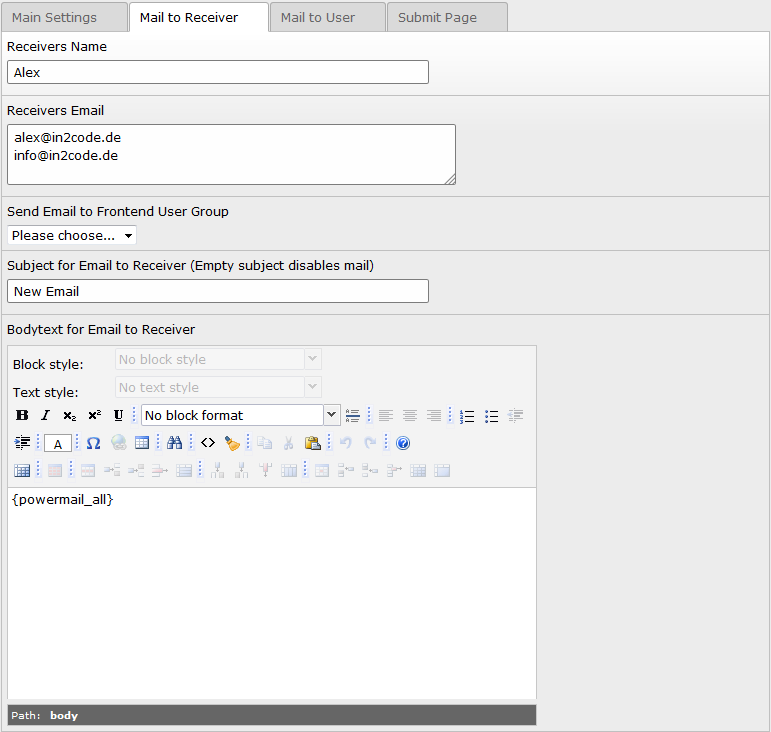 Main Settings Mail to Receiver Mail to User Submit Page
Receivers Name
Alex
Receivers Email
alex@in2code.de
info@in2code.de
Send Email to Frontend User Group
Please choose...
Subject for Email to Receiver (Empty subject disables mail)
New Email
Bodytext for Email to Receiver
Block style: No block style
Text style: No text style
B I x₂ x² U No block format
A Ω <> ?
{powermail_all}
Path: body